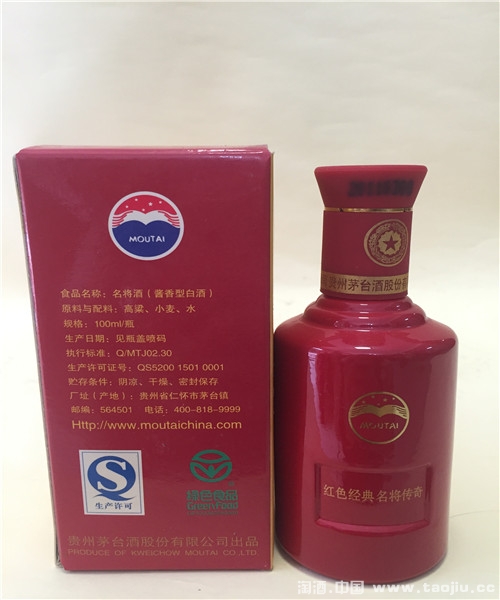 MOUTAI
食品名称：名将酒（酱香型白酒）
原料与配料：高粱、小麦、水
规格：100ml/瓶
生产日期：见瓶盖喷码
执行标准：Q/MTJ02.30
生产许可证号：QS5200 1501 0001
贮存条件：阴凉、干燥、密封保存
厂址（产地）：贵州省仁怀市茅台镇
邮编：564501 电话：400-818-9999
Http://www.moutaichina.com
生产许可
绿色食品
GreenFood
贵州茅台酒股份有限公司出品
PRODUCE OF KWEICHOW MOUTAI CO.,LTD
贵州茅台酒股份
MOUTAI
红色经典 名将传奇
淘酒.中国 www.taojiu.cc